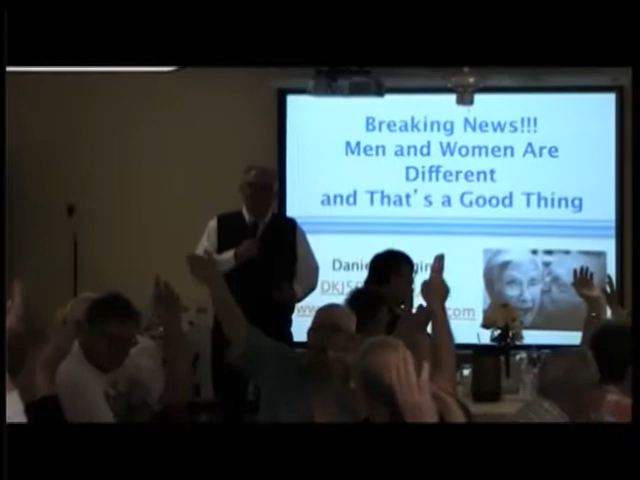 Breaking News!!!
Men and Women Are
Different
and That's a Good Thing